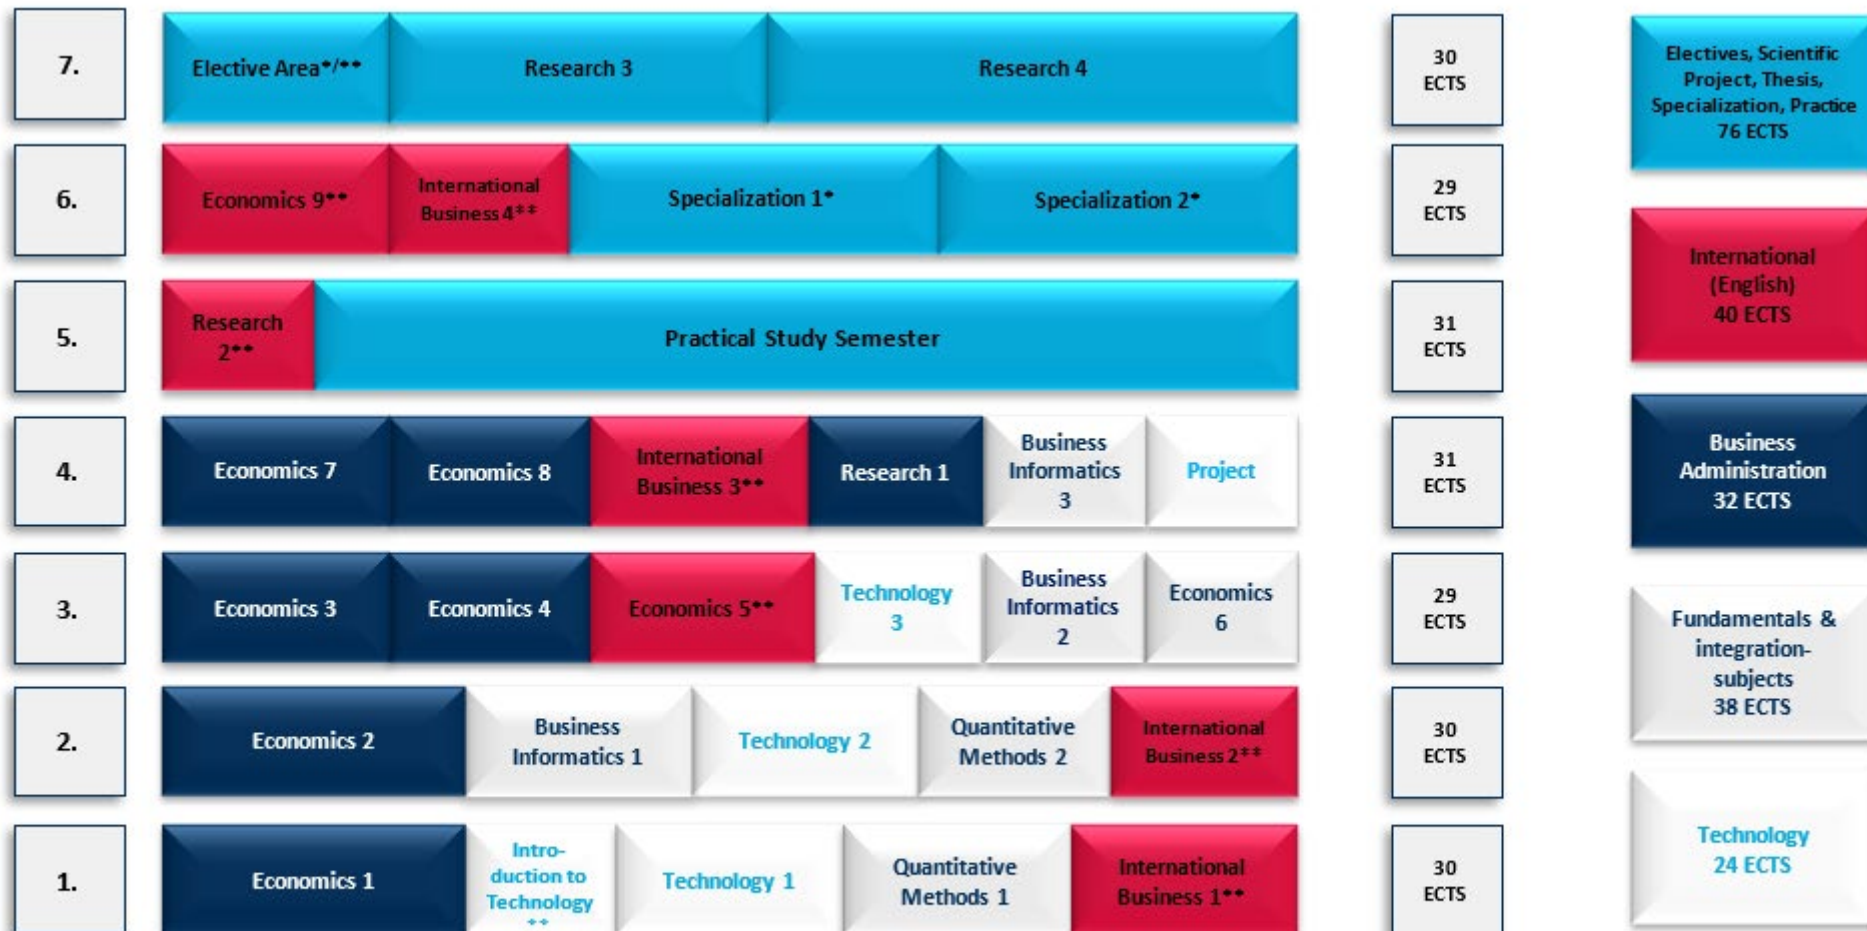 7.
Elective Area*/**
Research 3
Research 4
30
ECTS
6.
Economics 9**
International
Business 4**
Specialization 1*
Specialization 2*
29
ECTS
5.
Research
2**
Practical Study Semester
31
ECTS
4.
Economics 7
Economics 8
International
Business 3**
Research 1
Business
Informatics
3
Project
31
ECTS
3.
Economics 3
Economics 4
Economics 5**
Technology
3
Business
Informatics
2
Economics
6
29
ECTS
2.
Economics 2
Business
Informatics 1
Technology 2
Quantitative
Methods 2
International
Business 2**
30
ECTS
1.
Economics 1
Intro-
duction to
Technology
**
Technology 1
Quantitative
Methods 1
International
Business 1**
30
ECTS
Electives, Scientific
Project, Thesis,
Specialization, Practice
76 ECTS
International
(English)
40 ECTS
Business
Administration
32 ECTS
Fundamentals &
integration-
subjects
38 ECTS
Technology
24 ECTS